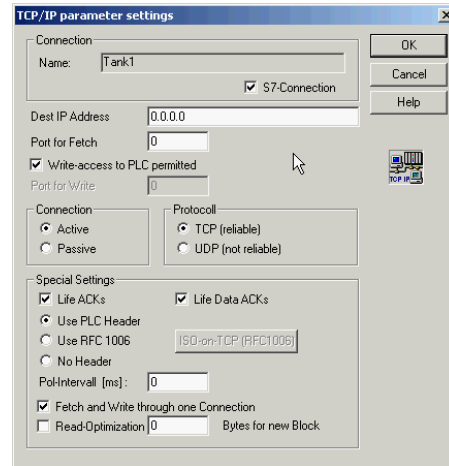 TCP/IP parameter settings
Connection
Name: Tank1
S7-Connection
OK
Cancel
Help
Dest IP Address 0.0.0.0
Port for Fetch 0
Write-access to PLC permitted
Port for Write 0
TCP IP
Connection
Active
Passive
Protocoll
TCP (reliable)
UDP (not reliable)
Special Settings
Life ACKs Life Data ACKs
Use PLC Header
Use RFC 1006 ISO-on-TCP (RFC1006)
No Header
Pol-Intervall [ms] : 0
Fetch and Write through one Connection
Read-Optimization 0 Bytes for new Block